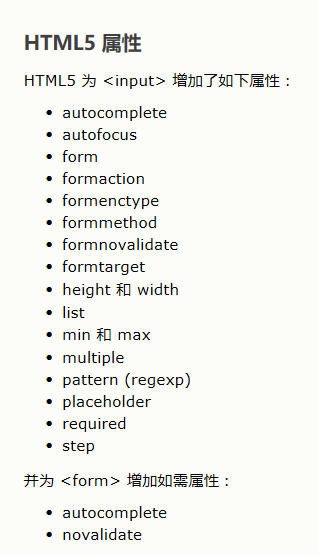 HTML5 属性
HTML5 为 <input> 增加了如下属性：
• autocomplete
• autofocus
• form
• formaction
• formenctype
• formmethod
• formnovalidate
• formtarget
• height 和 width
• list
• min 和 max
• multiple
• pattern (regexp)
• placeholder
• required
• step
并为 <form> 增加如需属性：
• autocomplete
• novalidate